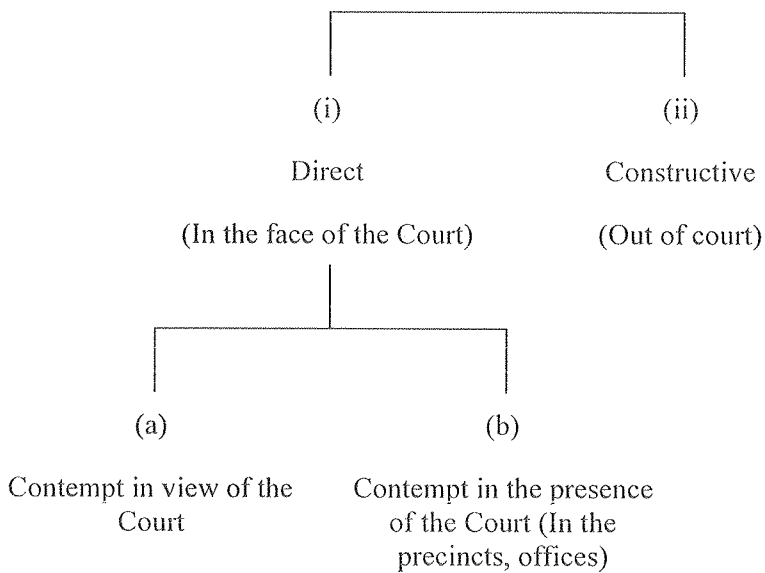 (i)
(ii)
Direct
Constructive
(In the face of the Court)
(Out of court)
(a)
(b)
Contempt in view of the
Court
Contempt in the presence
of the Court (In the
precincts, offices)